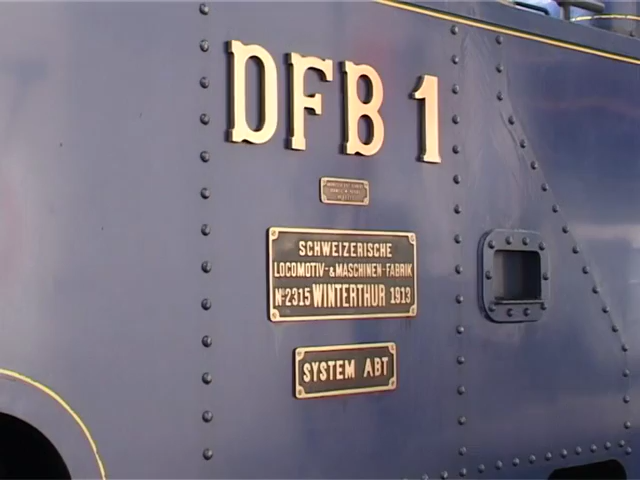 DFB 1
SCHWEIZERISCHE
LOCOMOTIV-&MASCHINEN-FABRIK
No 2315 WINTERTHUR 1913
SYSTEM ABT